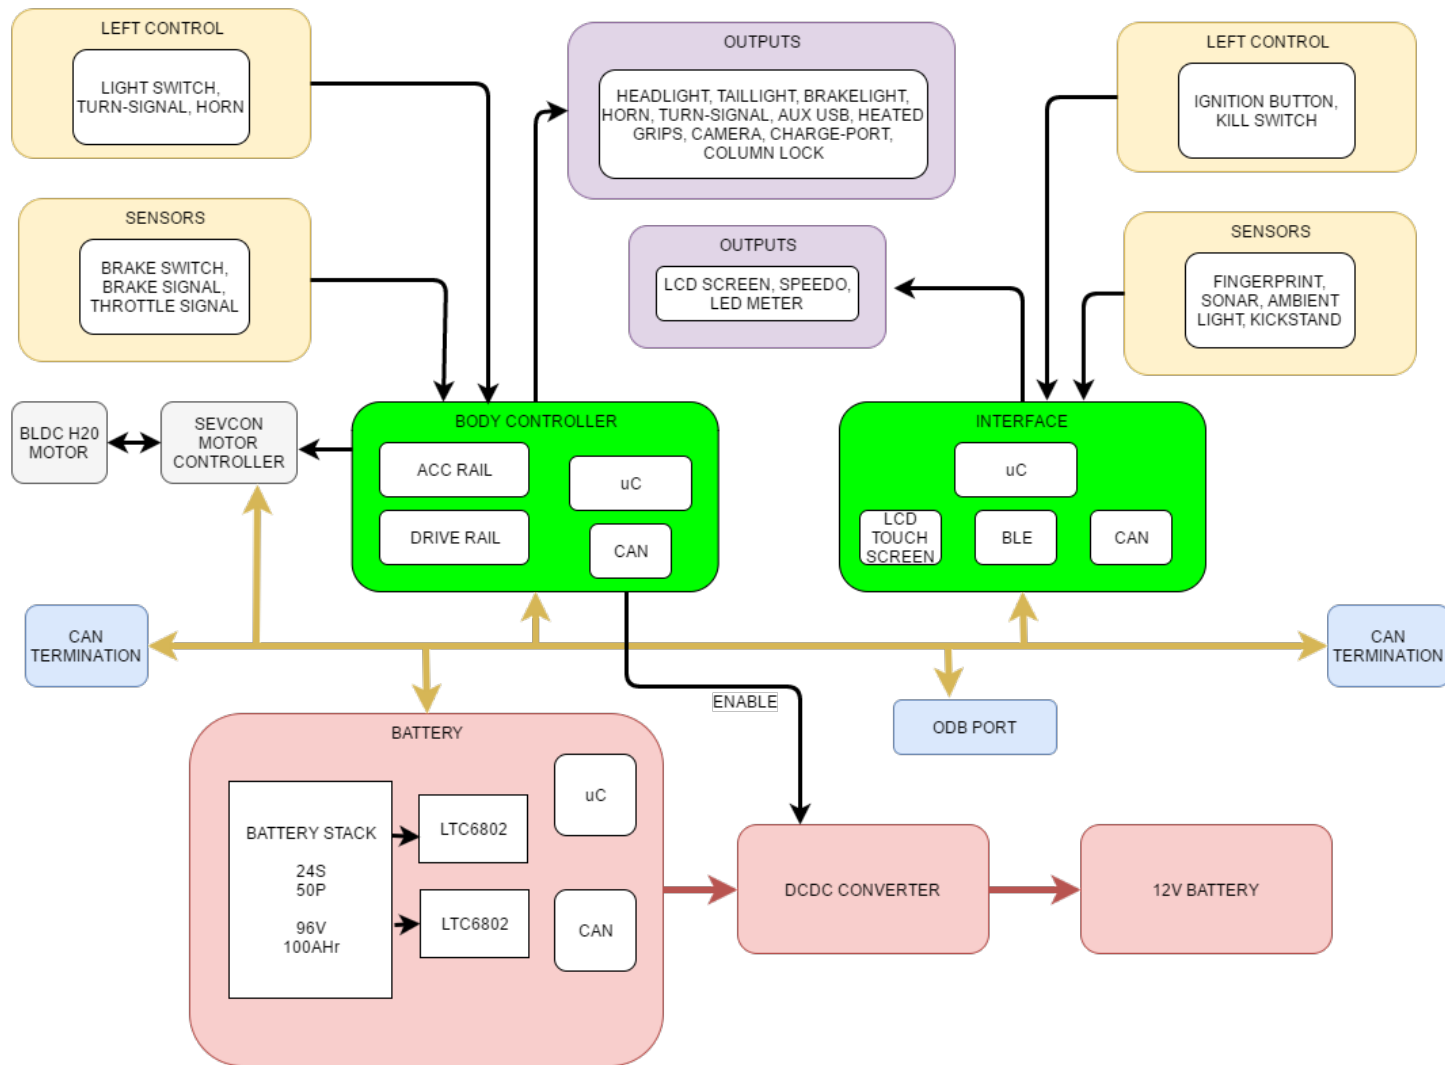 LEFT CONTROL
LIGHT SWITCH,
TURN-SIGNAL, HORN
OUTPUTS
HEADLIGHT, TAILLIGHT, BRAKELIGHT,
HORN, TURN-SIGNAL, AUX USB, HEATED
GRIPS, CAMERA, CHARGE-PORT,
COLUMN LOCK
LEFT CONTROL
IGNITION BUTTON,
KILL SWITCH
SENSORS
BRAKE SWITCH,
BRAKE SIGNAL,
THROTTLE SIGNAL
OUTPUTS
LCD SCREEN, SPEEDO,
LED METER
SENSORS
FINGERPRINT,
SONAR, AMBIENT
LIGHT, KICKSTAND
BLDC H20
MOTOR
SEVCON
MOTOR
CONTROLLER
BODY CONTROLLER
ACC RAIL
uC
DRIVE RAIL
CAN
INTERFACE
uC
LCD
TOUCH
SCREEN
BLE
CAN
CAN
TERMINATION
CAN
TERMINATION
ENABLE
ODB PORT
BATTERY
BATTERY STACK
24S
50P
96V
100AHr
LTC6802
LTC6802
uC
CAN
DCDC CONVERTER
12V BATTERY